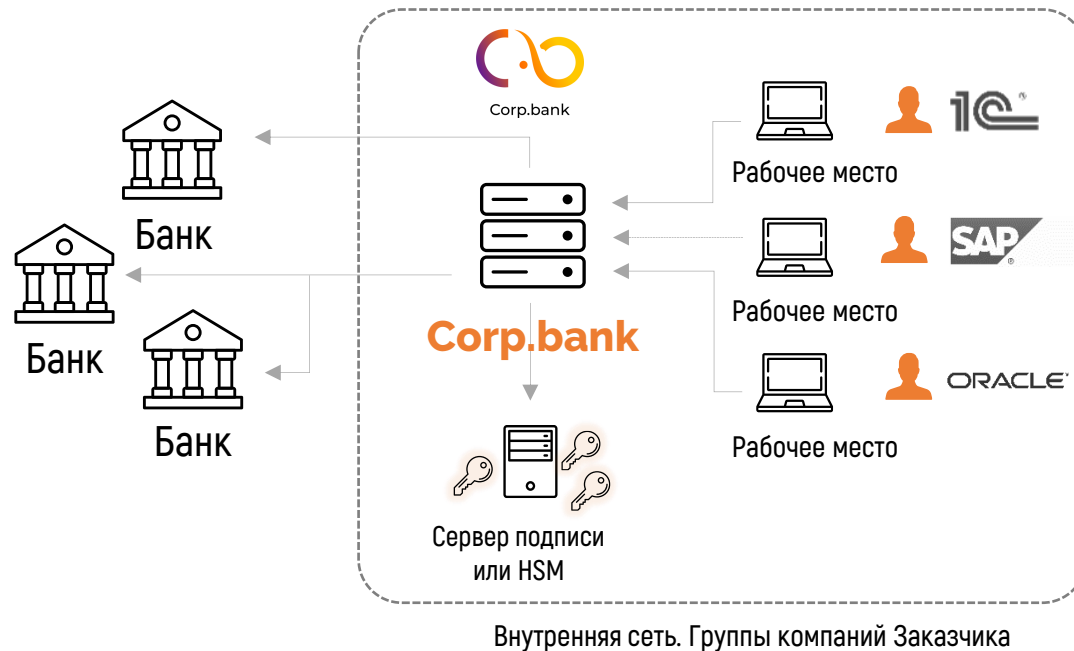 Corp.bank
1С
Рабочее место
Банк
SAP
Рабочее место
Банк
Corp.bank
ORACLE
Банк
Рабочее место
Сервер подписи
или HSM
Внутренняя сеть. Группы компаний Заказчика